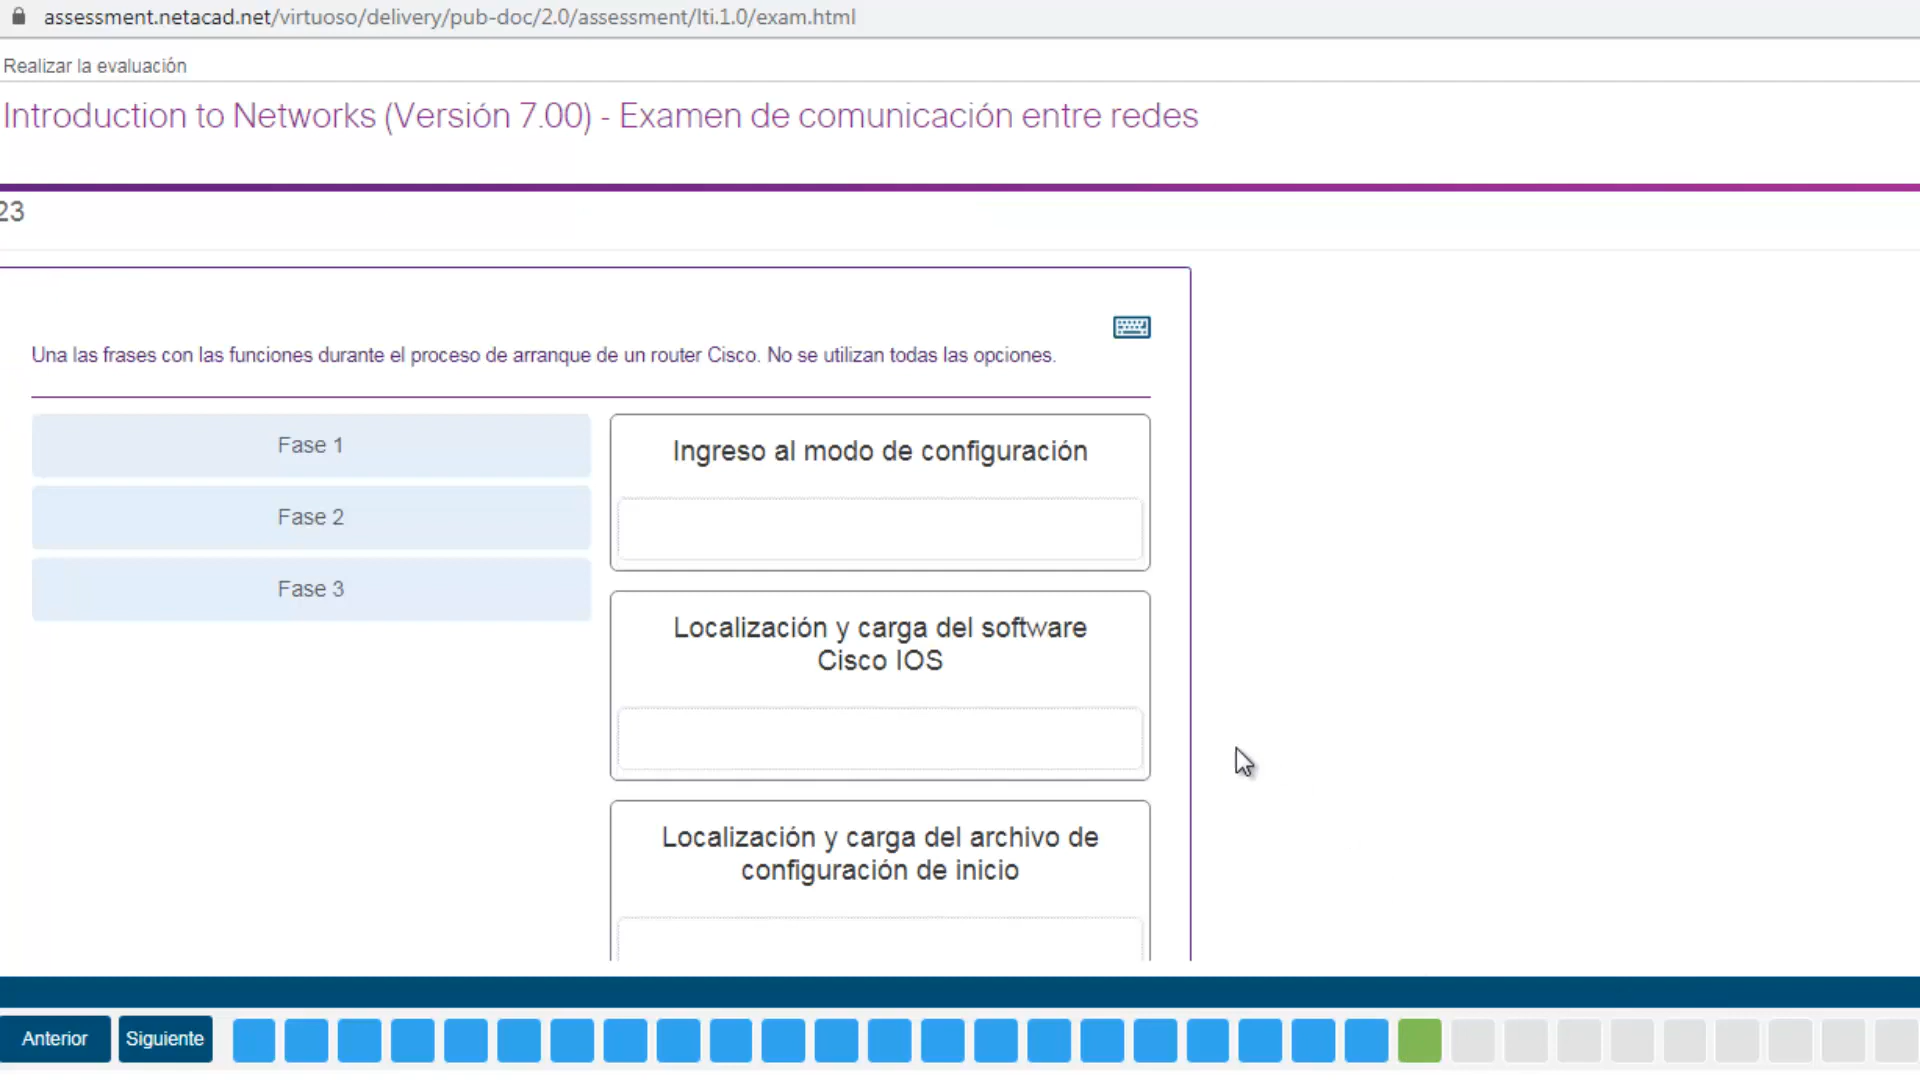 assessment.netacad.net/virtuoso/delivery/pub-doc/2.0/assessment/lti.1.0/exam.html
Realizar la evaluación
Introduction to Networks (Versión 7.00) - Examen de comunicación entre redes
23
Una las frases con las funciones durante el proceso de arranque de un router Cisco. No se utilizan todas las opciones.
Fase 1
Fase 2
Fase 3
Ingreso al modo de configuración
Localización y carga del software
Cisco IOS
Localización y carga del archivo de
configuración de inicio
Anterior
Siguiente